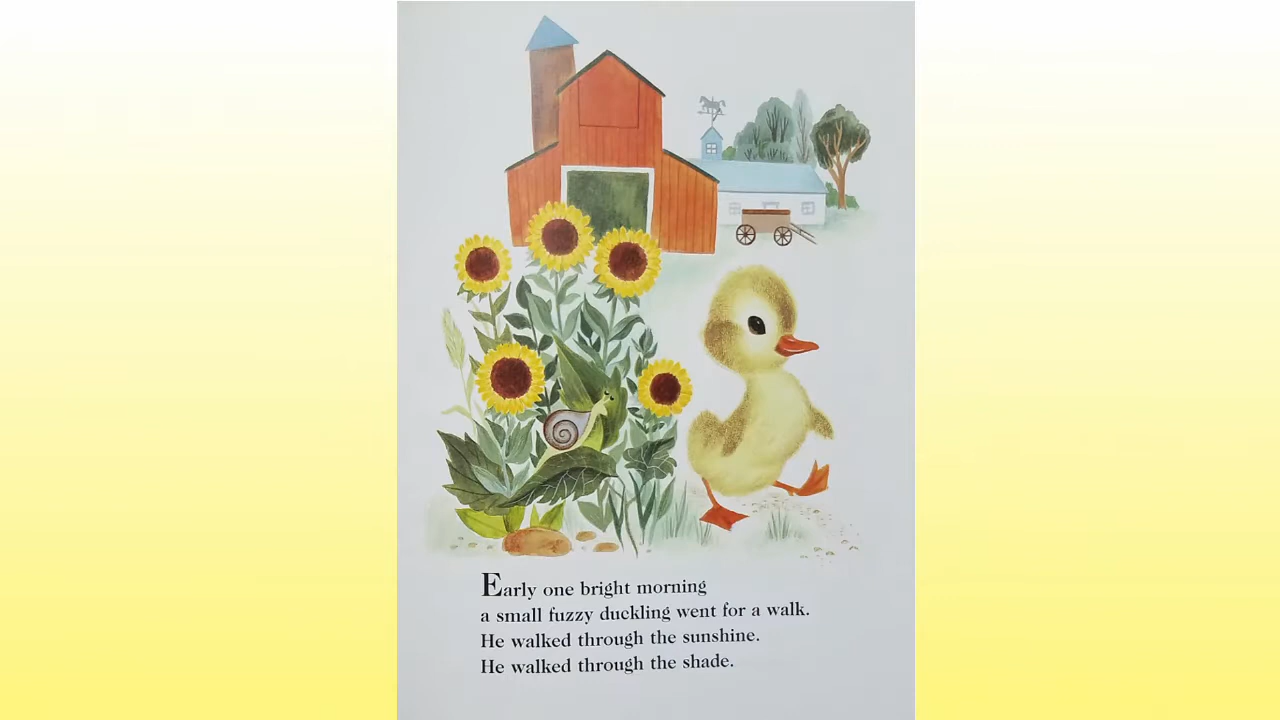 Early one bright morning
a small fuzzy duckling went for a walk.
He walked through the sunshine.
He walked through the shade.